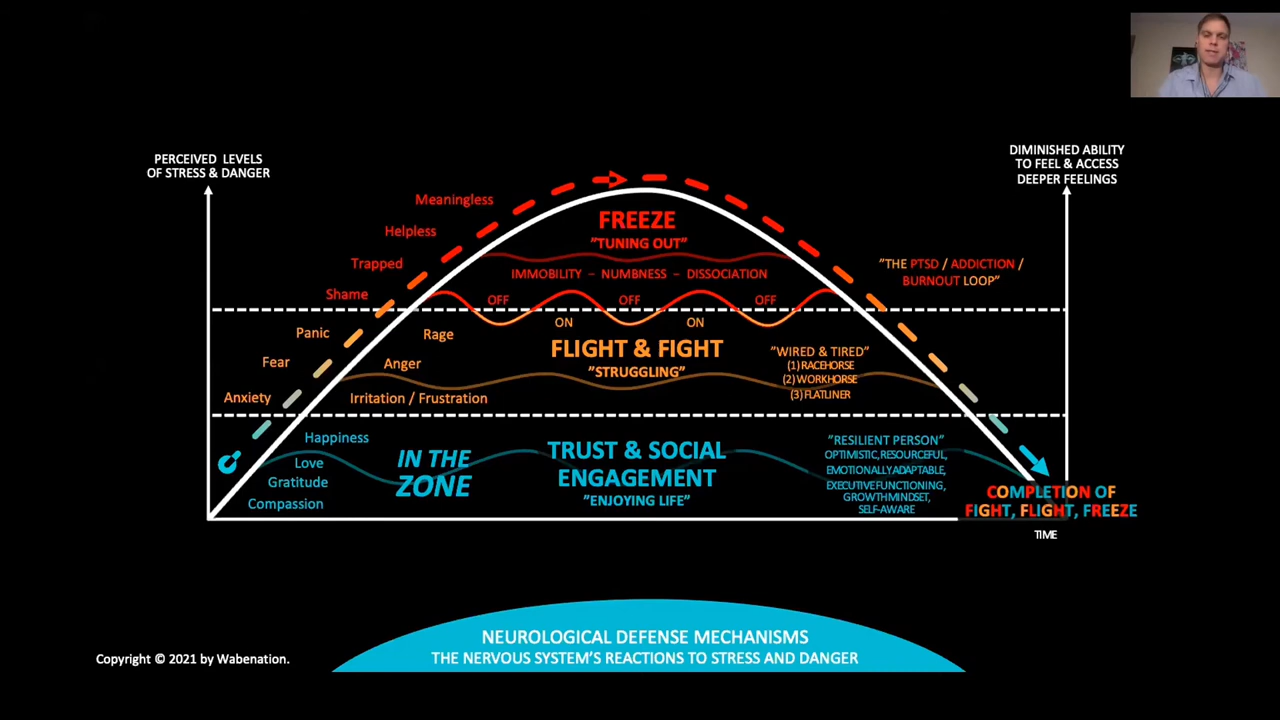 PERCEIVED LEVELS
OF STRESS & DANGER
DIMINISHED ABILITY
TO FEEL & ACCESS
DEEPER FEELINGS
Meaningless
Helpless
Trapped
Shame
FREEZE
"TUNING OUT"
IMMOBILITY – NUMBNESS – DISSOCIATION
OFF OFF OFF
ON ON
"THE PTSD / ADDICTION /
BURNOUT LOOP"
Panic
Fear
Anxiety
Rage
Anger
Irritation / Frustration
FLIGHT & FIGHT
"STRUGGLING"
"WIRED & TIRED"
(1) RACEHORSE
(2) WORKHORSE
(3) FLATLINER
Happiness
Love
Gratitude
Compassion
IN THE
ZONE
TRUST & SOCIAL
ENGAGEMENT
"ENJOYING LIFE"
"RESILIENT PERSON"
OPTIMISTIC, RESOURCEFUL,
EMOTIONALLY ADAPTABLE,
EXECUTIVE FUNCTIONING,
GROWTH MINDSET,
SELF-AWARE
COMPLETION OF
FIGHT, FLIGHT, FREEZE
TIME
NEUROLOGICAL DEFENSE MECHANISMS
THE NERVOUS SYSTEM'S REACTIONS TO STRESS AND DANGER
Copyright © 2021 by Wabenation.